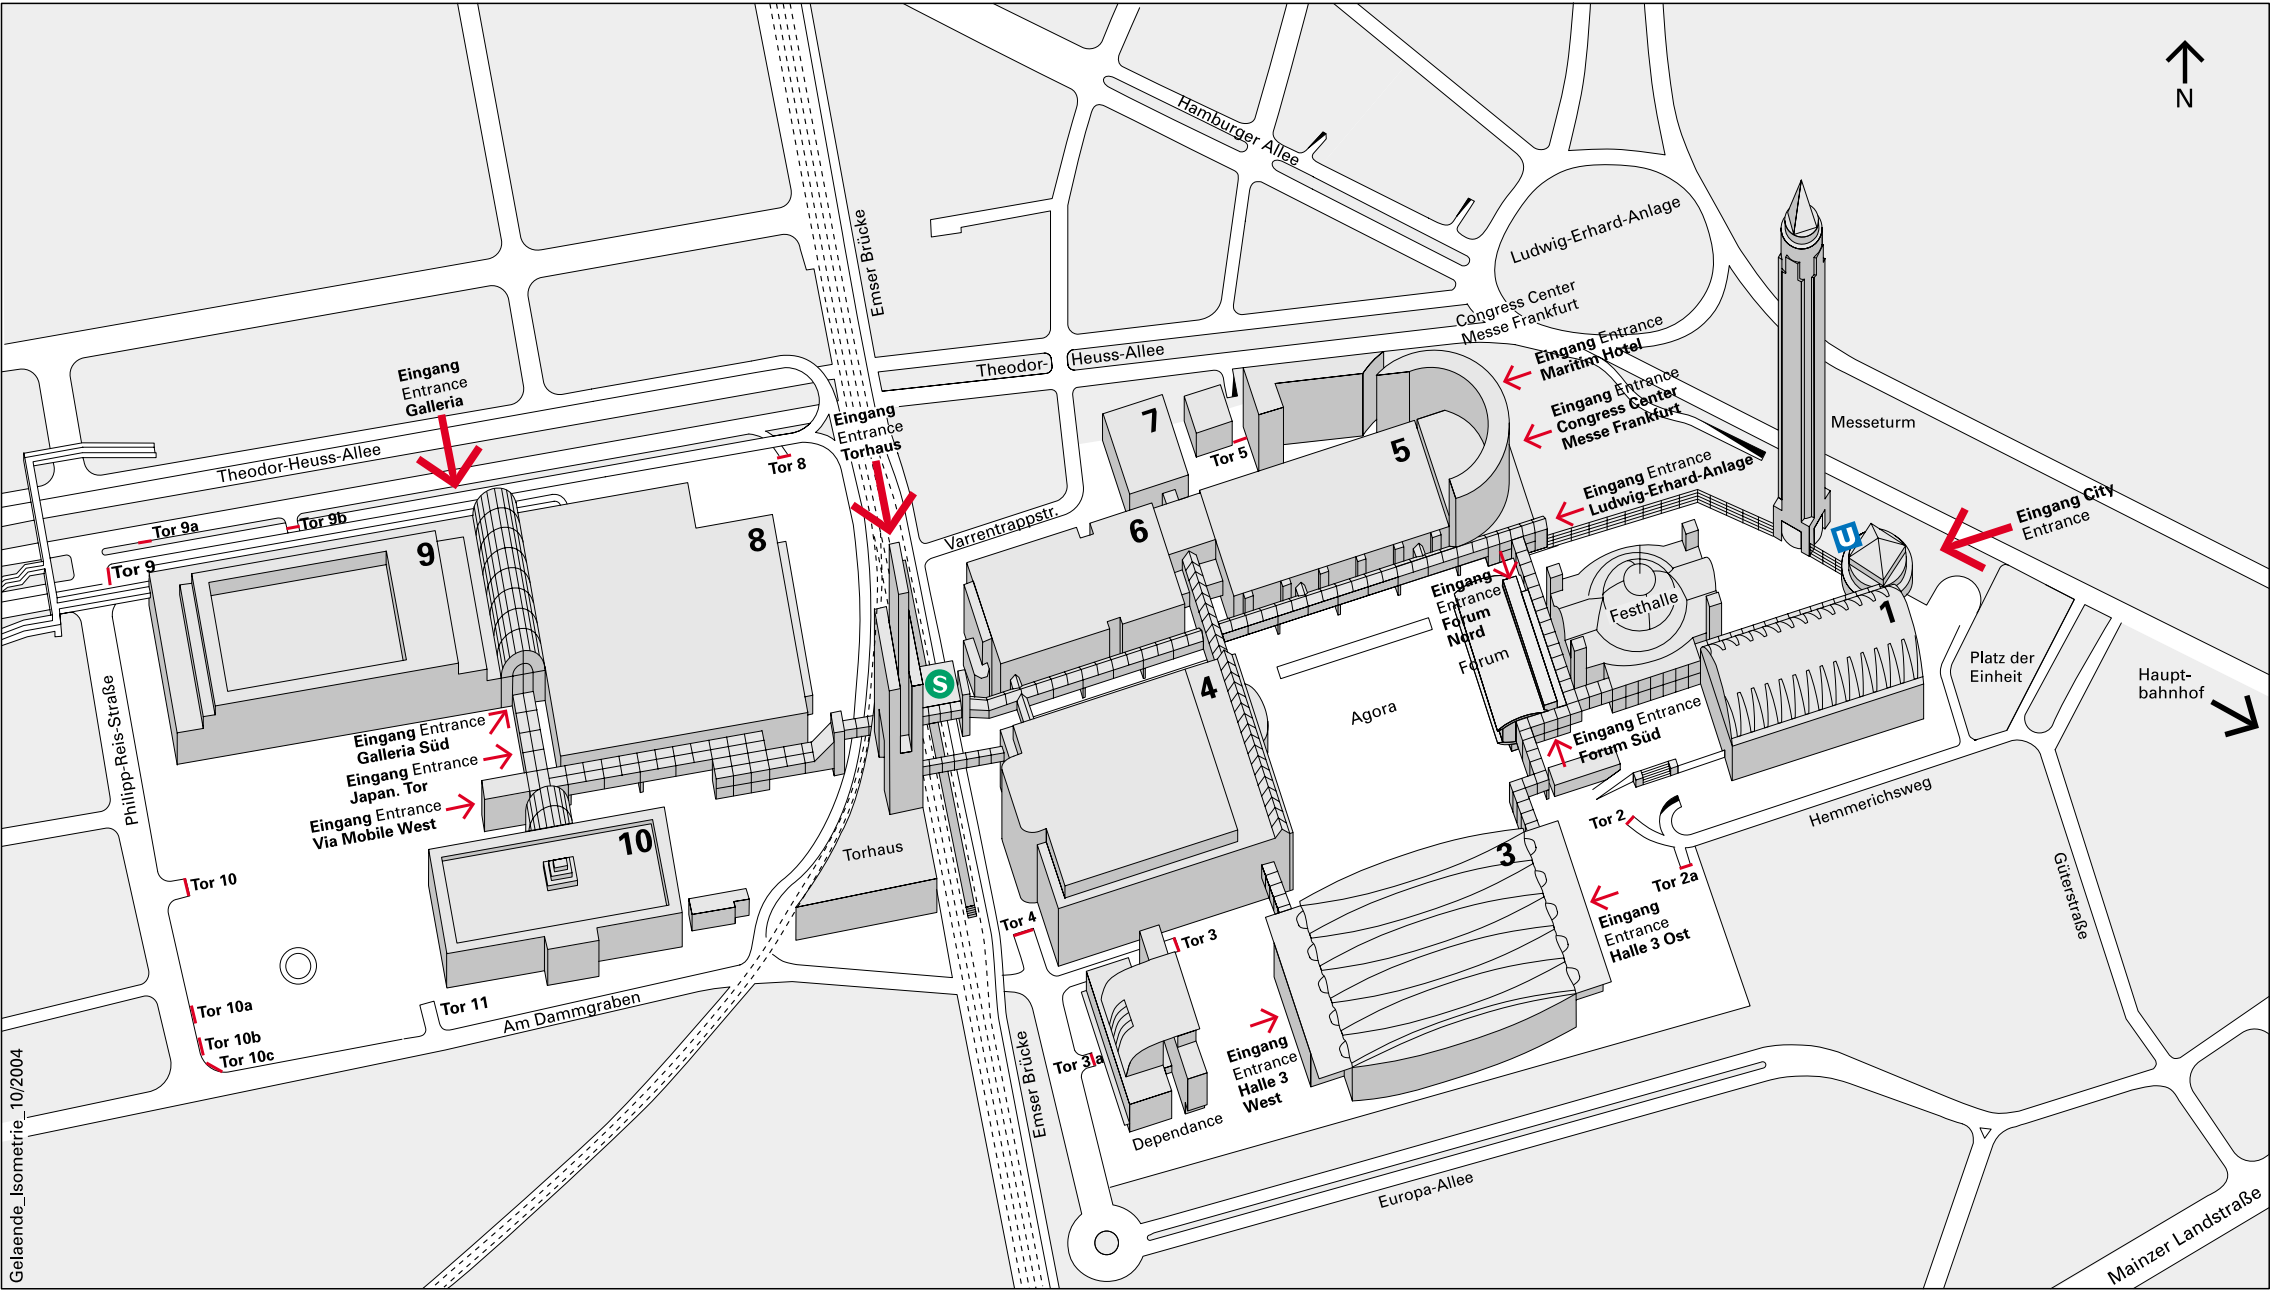 N
Hamburger Allee
Emser Brücke
Ludwig-Erhard-Anlage
Congress Center
Messe Frankfurt
Eingang Entrance
Maritim Hotel
Eingang Entrance
Congress Center
Messe Frankfurt
Eingang Entrance
Ludwig-Erhard-Anlage
Messeturm
Eingang City
Entrance
U
Theodor-
Heuss-Allee
Eingang
Entrance
Galleria
Eingang
Entrance
Torhaus
Theodor-Heuss-Allee
Tor 8
Tor 5
7
5
Tor 9a
Tor 9b
Tor 9
9
8
Varrentrappstr.
6
Eingang
Entrance
Forum
Nord
Forum
Festhalle
1
Platz der
Einheit
Haupt-
bahnhof
S
4
Agora
Philipp-Reis-Straße
Eingang Entrance
Galleria Süd
Eingang Entrance
Japan. Tor
Eingang Entrance
Via Mobile West
Eingang Entrance
Forum Süd
Hemmerichsweg
Tor 2
Tor 2a
10
Torhaus
3
Güterstraße
Tor 10
Tor 4
Tor 3
Eingang
Entrance
Halle 3 Ost
Tor 10a
Tor 10b
Tor 10c
Tor 11
Am Dammgraben
Emser Brücke
Tor 3a
Eingang
Entrance
Halle 3
West
Dependance
Europa-Allee
Mainzer Landstraße
Gelaende_Isometrie_10/2004